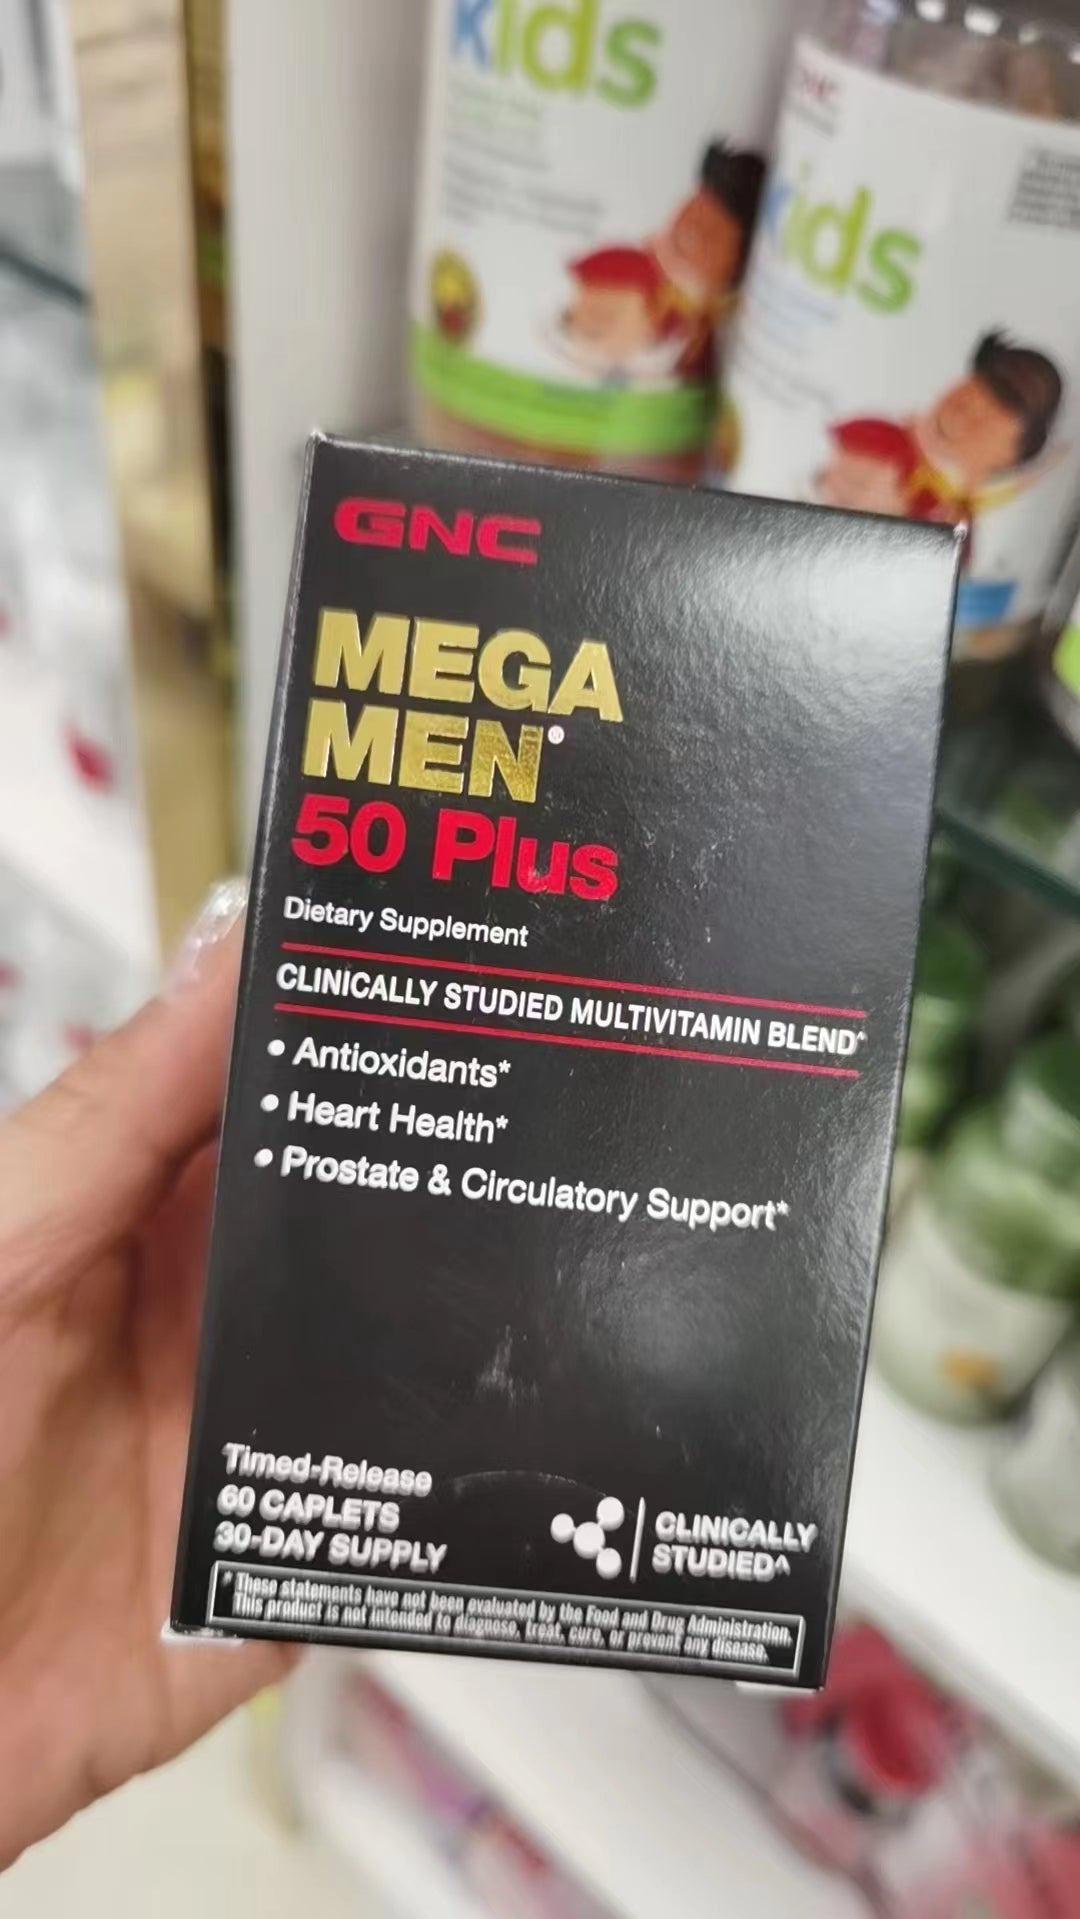 kids
kids
GNC
MEGA
MEN®
50 Plus
Dietary Supplement
CLINICALLY STUDIED MULTIVITAMIN BLEND^
• Antioxidants*
• Heart Health*
• Prostate & Circulatory Support*
Timed-Release
60 CAPLETS
30-DAY SUPPLY
CLINICALLY
STUDIED^
* These statements have not been evaluated by the Food and Drug Administration.
This product is not intended to diagnose, treat, cure, or prevent any disease.